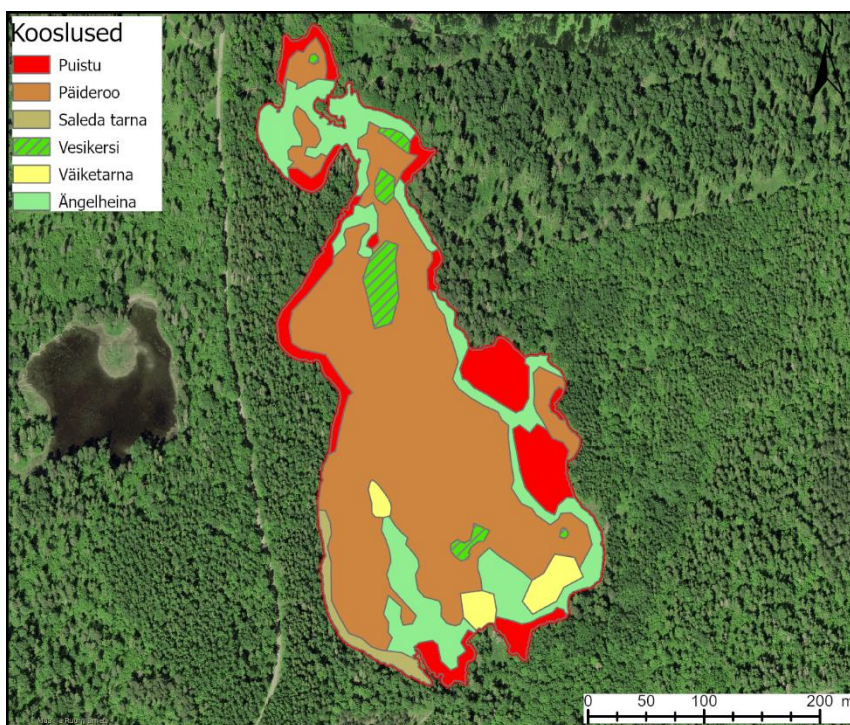 Kooslused
Puistu
Päideroo
Saleda tarna
Vesikersi
Väiketarna
Ängelheina
N
0 50 100 200 m